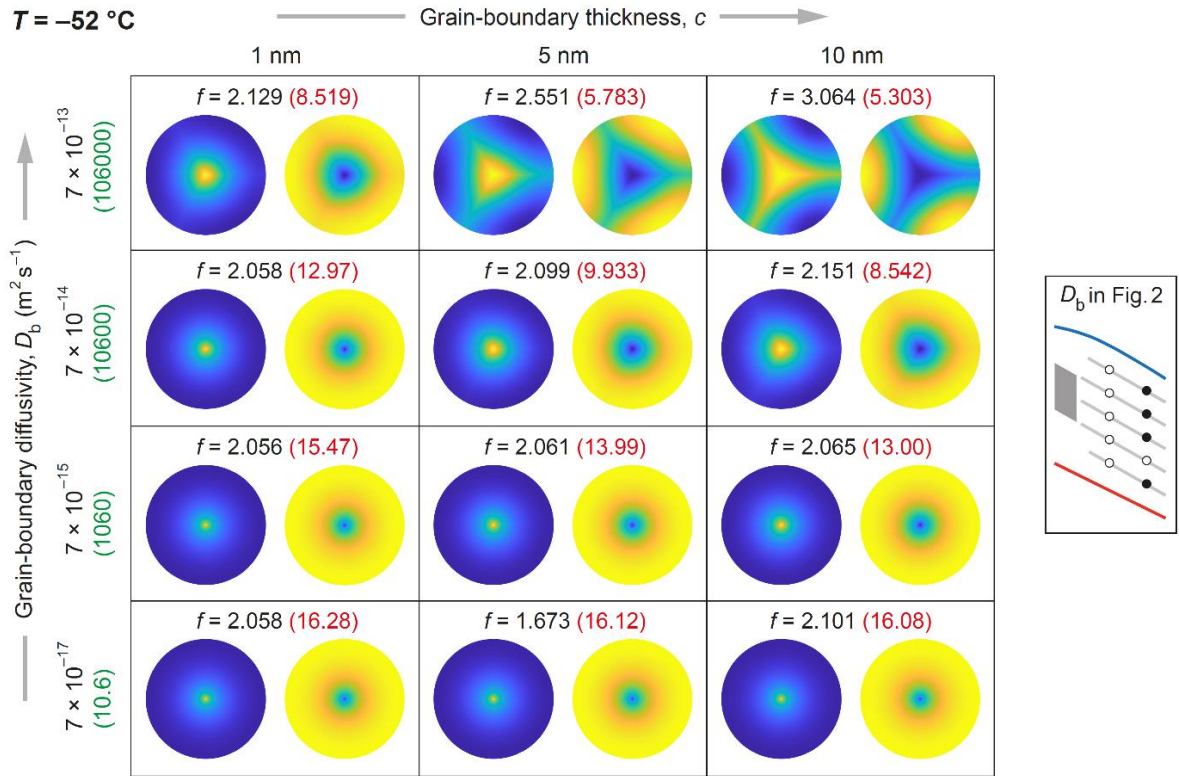 T = –52 °C
Grain-boundary thickness, c
1 nm
5 nm
10 nm
Grain-boundary diffusivity, D_b (m² s⁻¹)
7 × 10⁻¹³
(106000)
f = 2.129 (8.519)
f = 2.551 (5.783)
f = 3.064 (5.303)
7 × 10⁻¹⁴
(10600)
f = 2.058 (12.97)
f = 2.099 (9.933)
f = 2.151 (8.542)
7 × 10⁻¹⁵
(1060)
f = 2.056 (15.47)
f = 2.061 (13.99)
f = 2.065 (13.00)
7 × 10⁻¹⁷
(10.6)
f = 2.058 (16.28)
f = 1.673 (16.12)
f = 2.101 (16.08)
D_b in Fig. 2